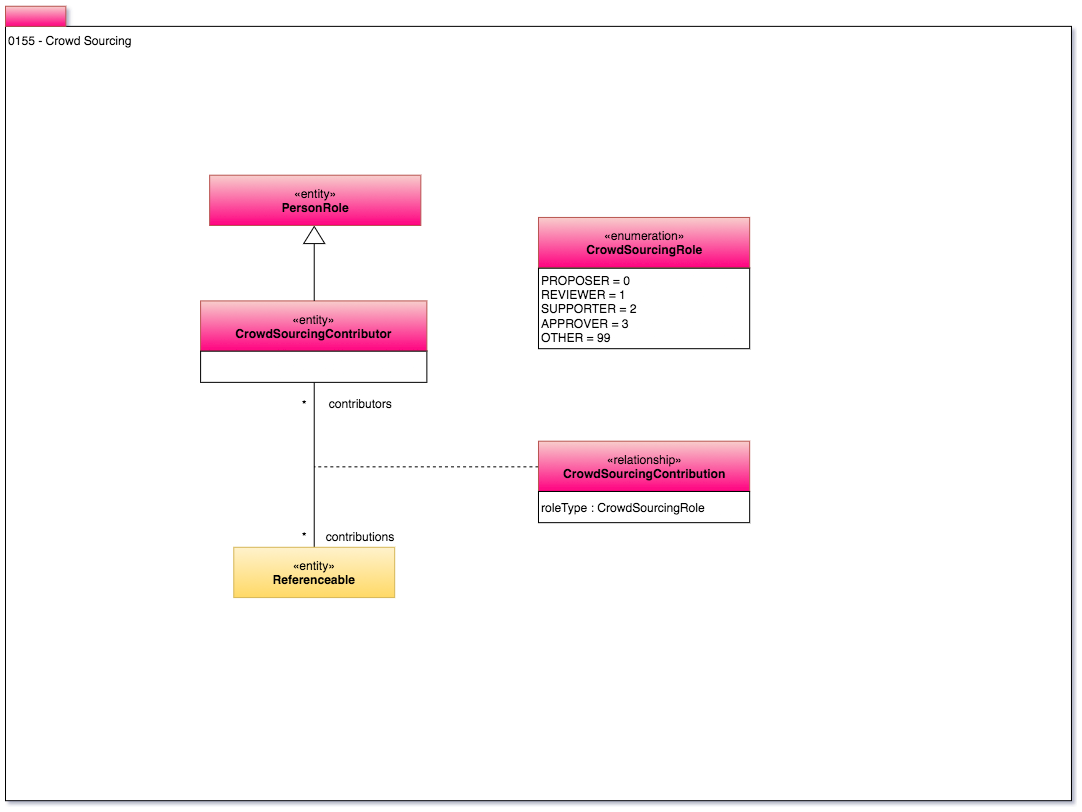 0155 - Crowd Sourcing
«entity»
PersonRole
«enumeration»
CrowdSourcingRole
PROPOSER = 0
REVIEWER = 1
SUPPORTER = 2
APPROVER = 3
OTHER = 99
«entity»
CrowdSourcingContributor
* contributors
«relationship»
CrowdSourcingContribution
roleType : CrowdSourcingRole
* contributions
«entity»
Referenceable